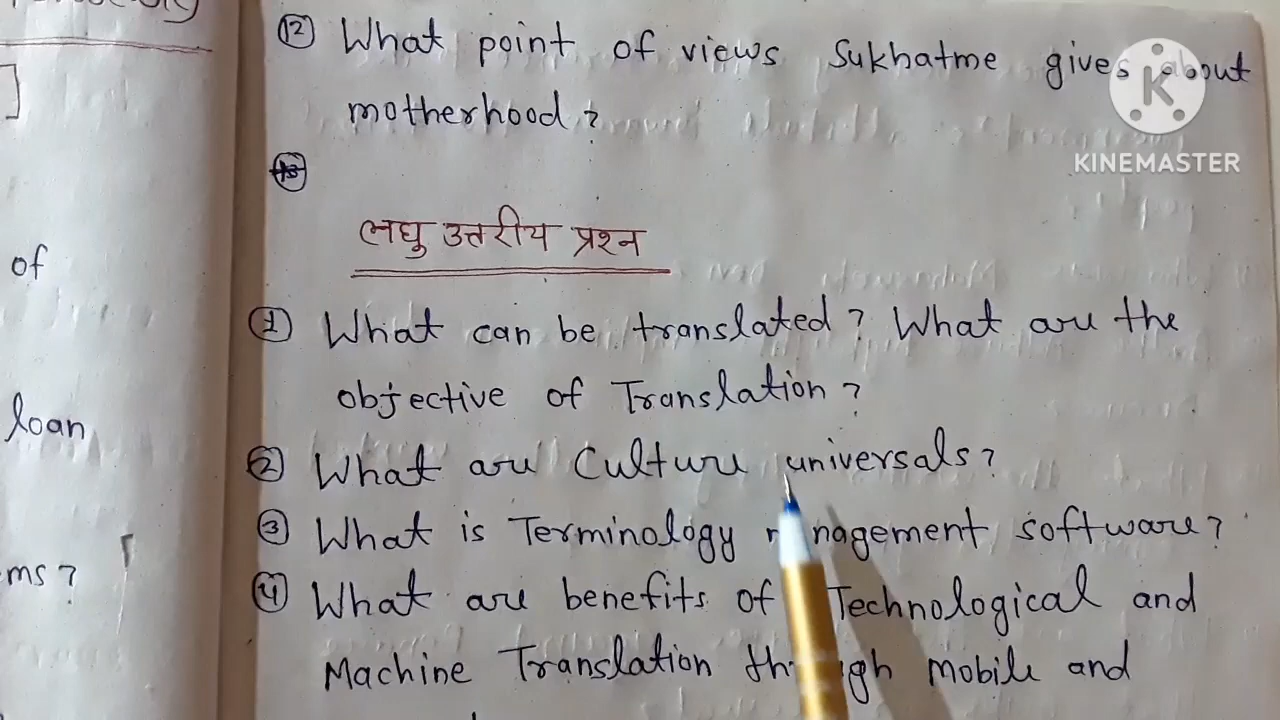 of
loan
ms?
12 What point of views Sukhatme gives about
motherhood?
लघु उत्तरीय प्रश्न
1 What can be translated? What are the
objective of Translation?
2 What are Culture universals?
3 What is Terminology management software?
4 What are benefits of Technological and
Machine Translation through mobile and
K
KINEMASTER